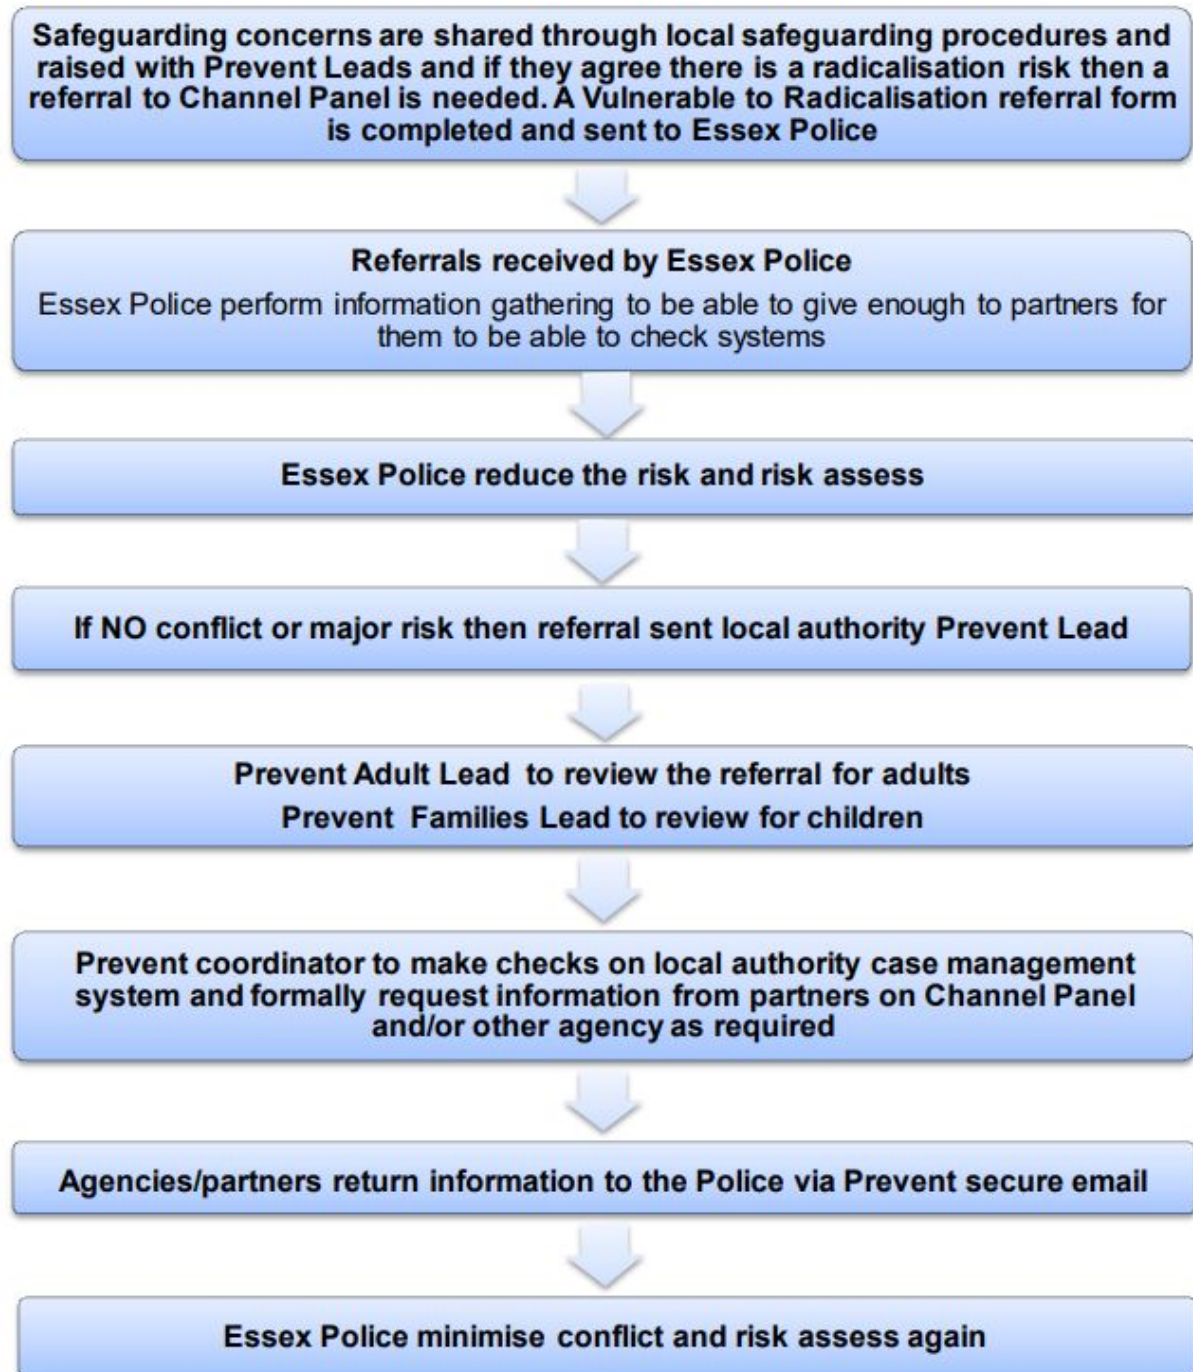 Safeguarding concerns are shared through local safeguarding procedures and
raised with Prevent Leads and if they agree there is a radicalisation risk then a
referral to Channel Panel is needed. A Vulnerable to Radicalisation referral form
is completed and sent to Essex Police
Referrals received by Essex Police
Essex Police perform information gathering to be able to give enough to partners for
them to be able to check systems
Essex Police reduce the risk and risk assess
If NO conflict or major risk then referral sent local authority Prevent Lead
Prevent Adult Lead to review the referral for adults
Prevent Families Lead to review for children
Prevent coordinator to make checks on local authority case management
system and formally request information from partners on Channel Panel
and/or other agency as required
Agencies/partners return information to the Police via Prevent secure email
Essex Police minimise conflict and risk assess again